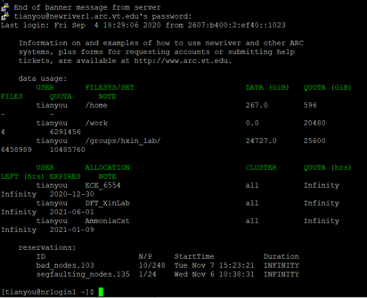 End of banner message from server
tianyou@newriver1.arc.vt.edu's password:
Last login: Fri Sep  4 18:29:06 2020 from 2607:b400:2:ef40::1023
Information on and examples of how to use newriver and other ARC
systems, plus forms for requesting accounts or submitting help
tickets, are available at http://www.arc.vt.edu.
data usage:
USER FILESYS/SET DATA (GiB) QUOTA (GiB)
FILES QUOTA NOTE
tianyou /home 267.0 596
- -
tianyou /work 0.0 20480
4 6291456
tianyou /groups/hxin_lab/ 24727.0 25600
6458989 10485760
USER ALLOCATION CLUSTER QUOTA (hrs)
LEFT (hrs) EXPIRES NOTE
tianyou ECE_6554 all Infinity
Infinity 2020-12-30
tianyou DFT_XinLab all Infinity
Infinity 2021-06-01
tianyou AmmoniaCat all Infinity
Infinity 2021-01-09
reservations:
ID N/P StartTime Duration
bad_nodes.103 10/248 Tue Nov 7 15:23:21 INFINITY
segfaulting_nodes.135 1/24 Wed Nov 6 10:38:31 INFINITY
[tianyou@nrlogin1 ~]$